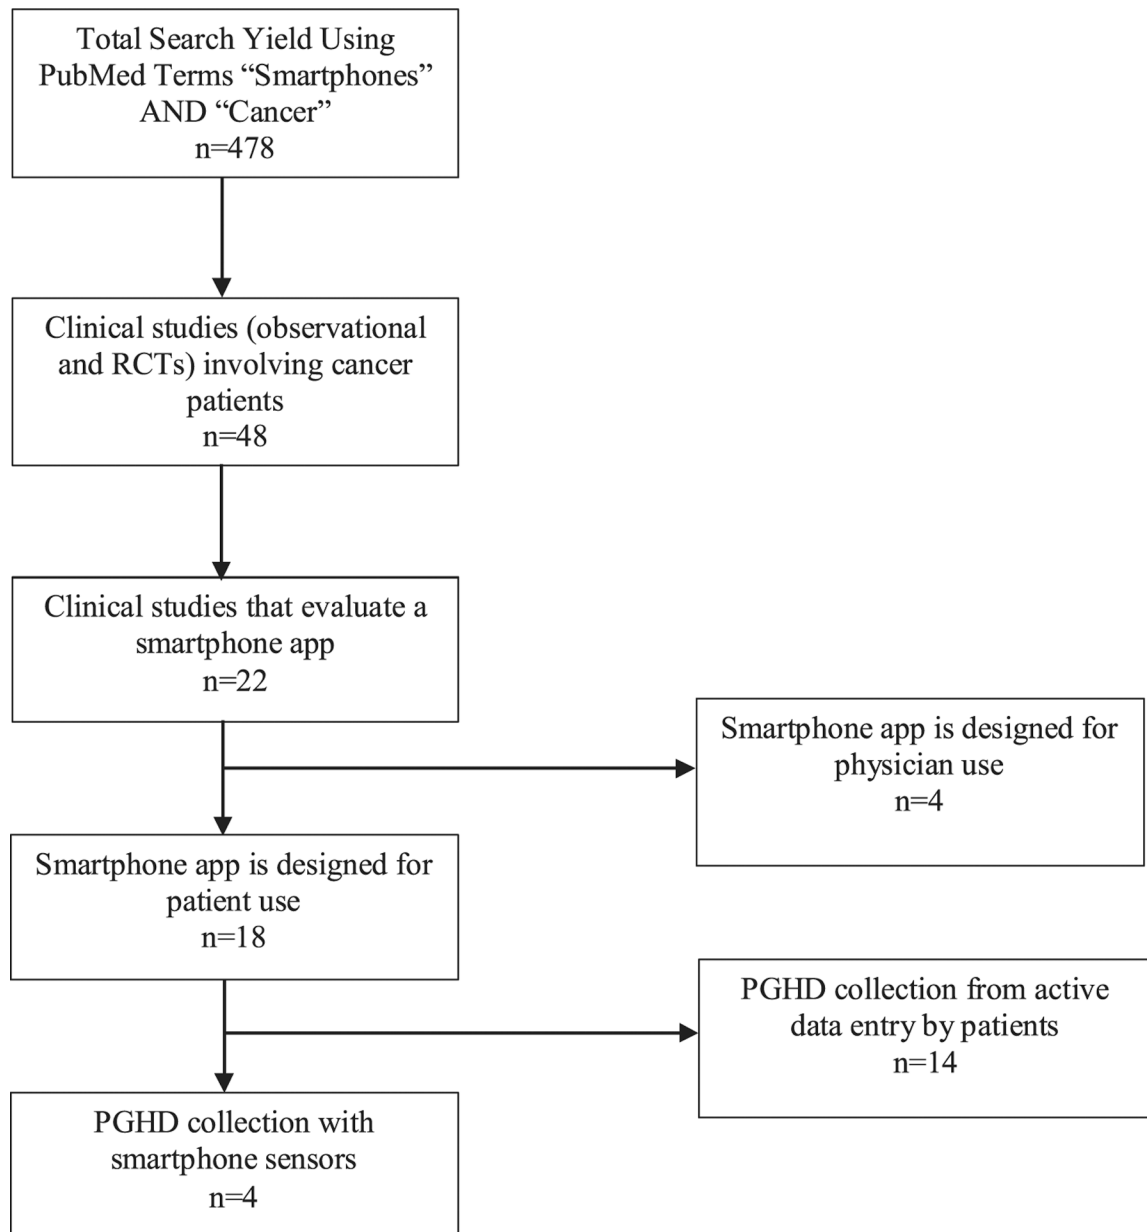 Total Search Yield Using
PubMed Terms “Smartphones”
AND “Cancer”
n=478
Clinical studies (observational
and RCTs) involving cancer
patients
n=48
Clinical studies that evaluate a
smartphone app
n=22
Smartphone app is designed for
physician use
n=4
Smartphone app is designed for
patient use
n=18
PGHD collection from active
data entry by patients
n=14
PGHD collection with
smartphone sensors
n=4